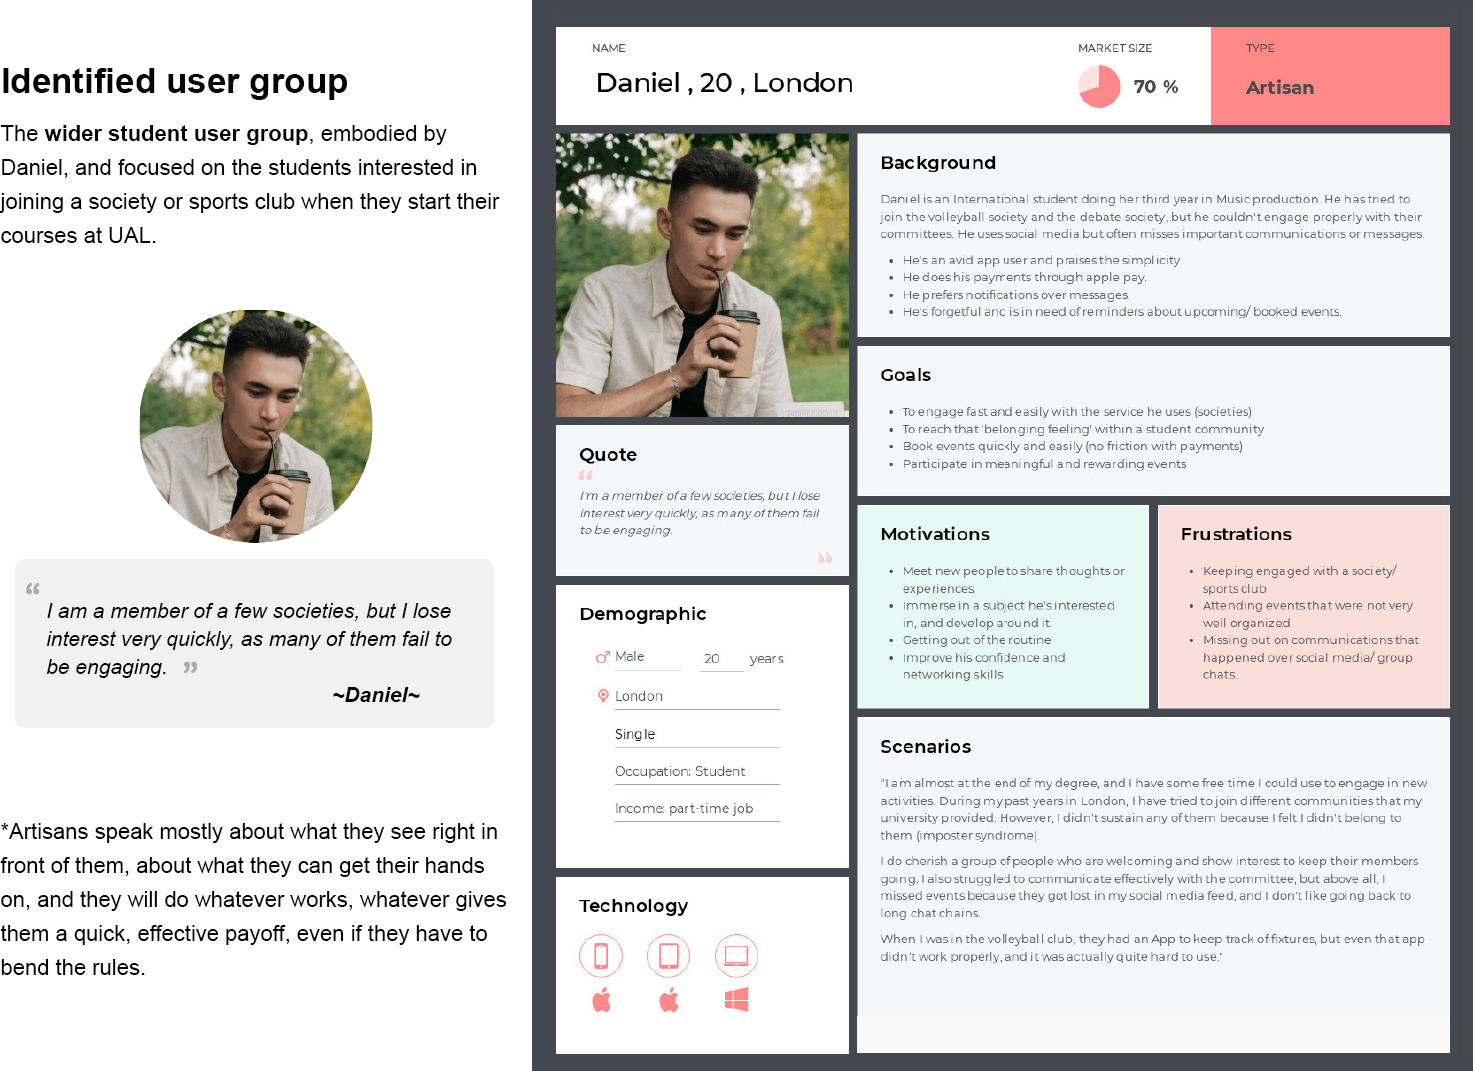 Identified user group
The wider student user group, embodied by
Daniel, and focused on the students interested in
joining a society or sports club when they start their
courses at UAL.
“
I am a member of a few societies, but I lose
interest very quickly, as many of them fail to
be engaging. ”
~Daniel~
*Artisans speak mostly about what they see right in
front of them, about what they can get their hands
on, and they will do whatever works, whatever gives
them a quick, effective payoff, even if they have to
bend the rules.
NAME
Daniel , 20 , London
MARKET SIZE
70 %
TYPE
Artisan
Quote
“
I'm a member of a few societies, but I lose
interest very quickly, as many of them fail
to be engaging.
”
Demographic
Male 20 years
London
Single
Occupation: Student
Income: part-time job
Technology
Background
Daniel is an International student doing her third year in Music production. He has tried to
join the volleyball society and the debate society, but he couldn't engage properly with their
committees. He uses social media but often misses important communications or messages.
• He's an avid app user and praises the simplicity
• He does his payments through apple pay.
• He prefers notifications over messages.
• He's forgetful and is in need of reminders about upcoming/ booked events.
Goals
• To engage fast and easily with the service he uses (societies)
• To reach that 'belonging feeling' within a student community
• Book events quickly and easily (no friction with payments)
• Participate in meaningful and rewarding events
Motivations
• Meet new people to share thoughts or
experiences.
• Immerse in a subject he's interested
in, and develop around it.
• Getting out of the routine
• Improve his confidence and
networking skills
Frustrations
• Keeping engaged with a society/
sports club
• Attending events that were not very
well organized
• Missing out on communications that
happened over social media/ group
chats.
Scenarios
"I am almost at the end of my degree, and I have some free time I could use to engage in new
activities. During my past years in London, I have tried to join different communities that my
university provided. However, I didn't sustain any of them because I felt I didn't belong to
them (imposter syndrome).
I do cherish a group of people who are welcoming and show interest to keep their members
going. I also struggled to communicate effectively with the committee, but above all, I
missed events because they got lost in my social media feed, and I don't like going back to
long chat chains.
When I was in the volleyball club, they had an App to keep track of fixtures, but even that app
didn't work properly, and it was actually quite hard to use."